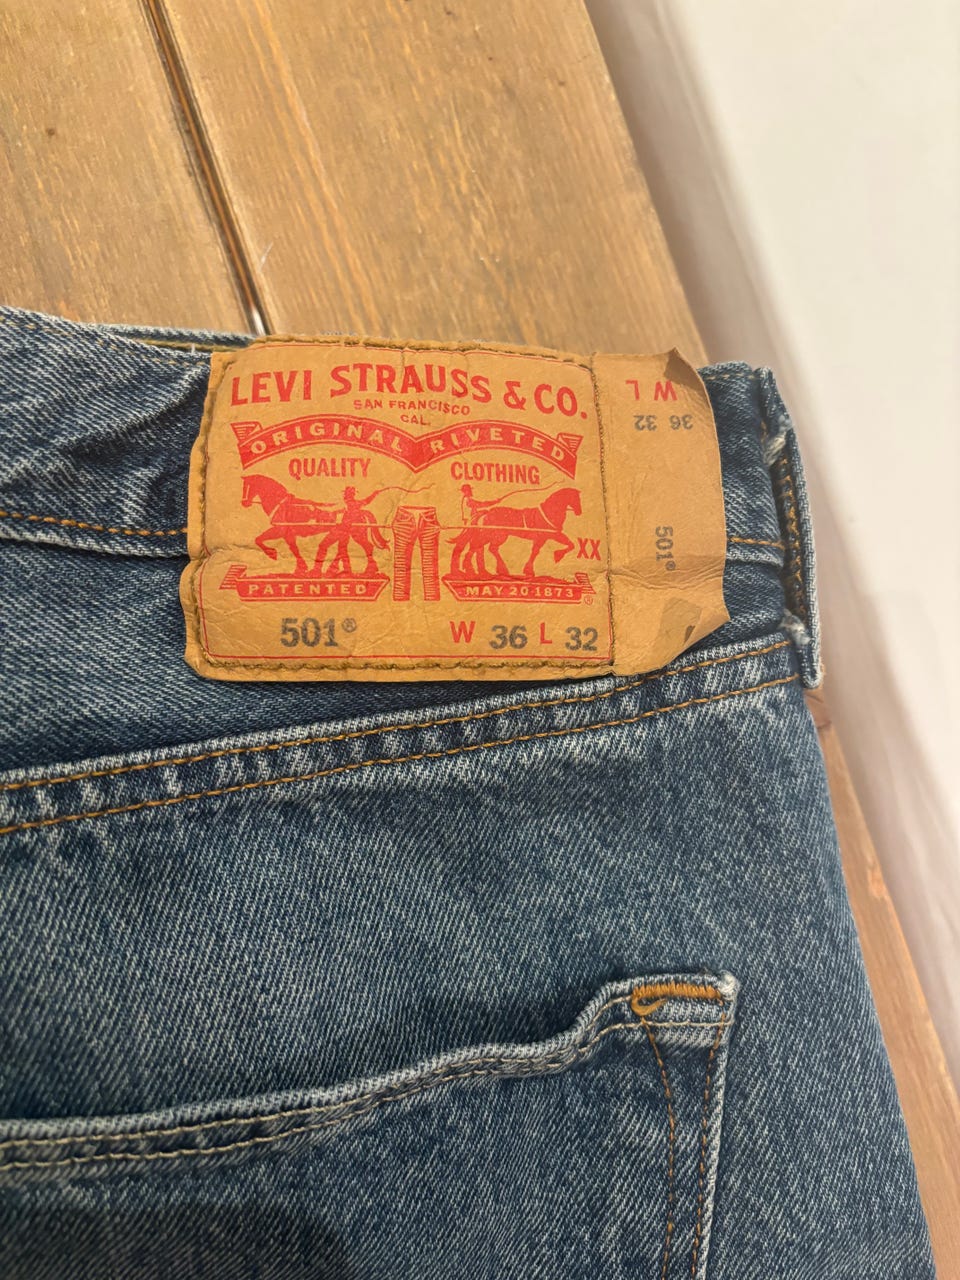 LEVI STRAUSS & CO.
SAN FRANCISCO
CAL.
ORIGINAL RIVETED
QUALITY CLOTHING
XX
PATENTED MAY 20 1873 ®
501® W 36 L 32
W L
36 32
501®